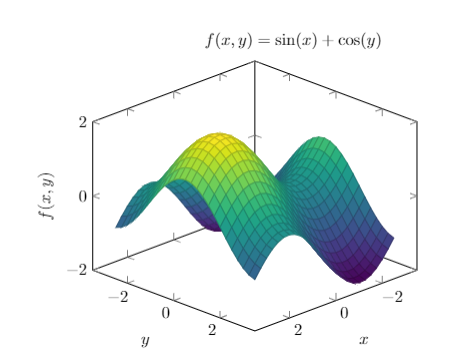 f(x, y) = sin(x) + cos(y)
2
0
−2
f(x, y)
−2
0
2
y
2
0
−2
x